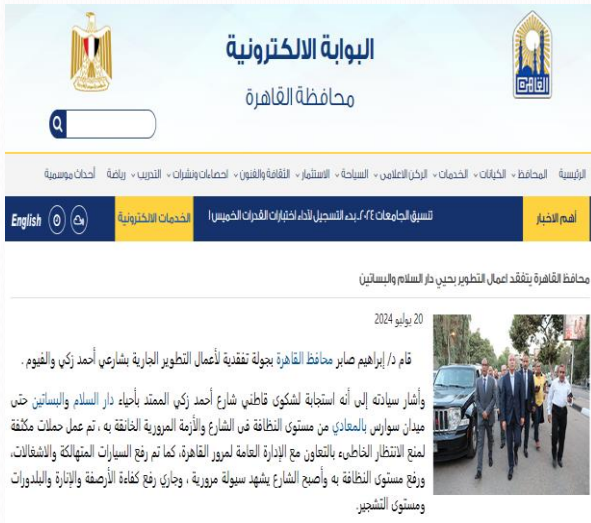 البوابة الالكترونية
محافظة القاهرة
القاهرة
الرئيسية المحافظ الكيانات الخدمات الركن الاعلامى السياحة الاستثمار الثقافة والفنون احصاءات ونشرات التدريب رياضة أحداث موسمية
أهم الاخبار تنسيق الجامعات ٢٠٢٤.. بدء التسجيل لأداء اختبارات القدرات الخميس ا الخدمات الالكترونية English
محافظ القاهرة يتفقد اعمال التطوير بحيي دار السلام والبساتين
20 يوليو 2024
قام د/ إبراهيم صابر محافظ القاهرة بجولة تفقدية لأعمال التطوير الجارية بشارعي أحمد زكي والفيوم .
وأشار سيادته إلى أنه استجابة لشكوى قاطني شارع أحمد زكي الممتد بأحياء دار السلام والبساتين حتى
ميدان سوارس بالمعادي من مستوى النظافة فى الشارع والأزمة المرورية الخانقة به ، تم عمل حملات مكثفة
لمنع الانتظار الخاطىء بالتعاون مع الإدارة العامة لمرور القاهرة، كما تم رفع السيارات المتهالكة والاشغالات،
ورفع مستوى النظافة به وأصبح الشارع يشهد سيولة مرورية ، وجاري رفع كفاءة الأرصفة والإنارة والبلدورات
ومستوى التشجير.